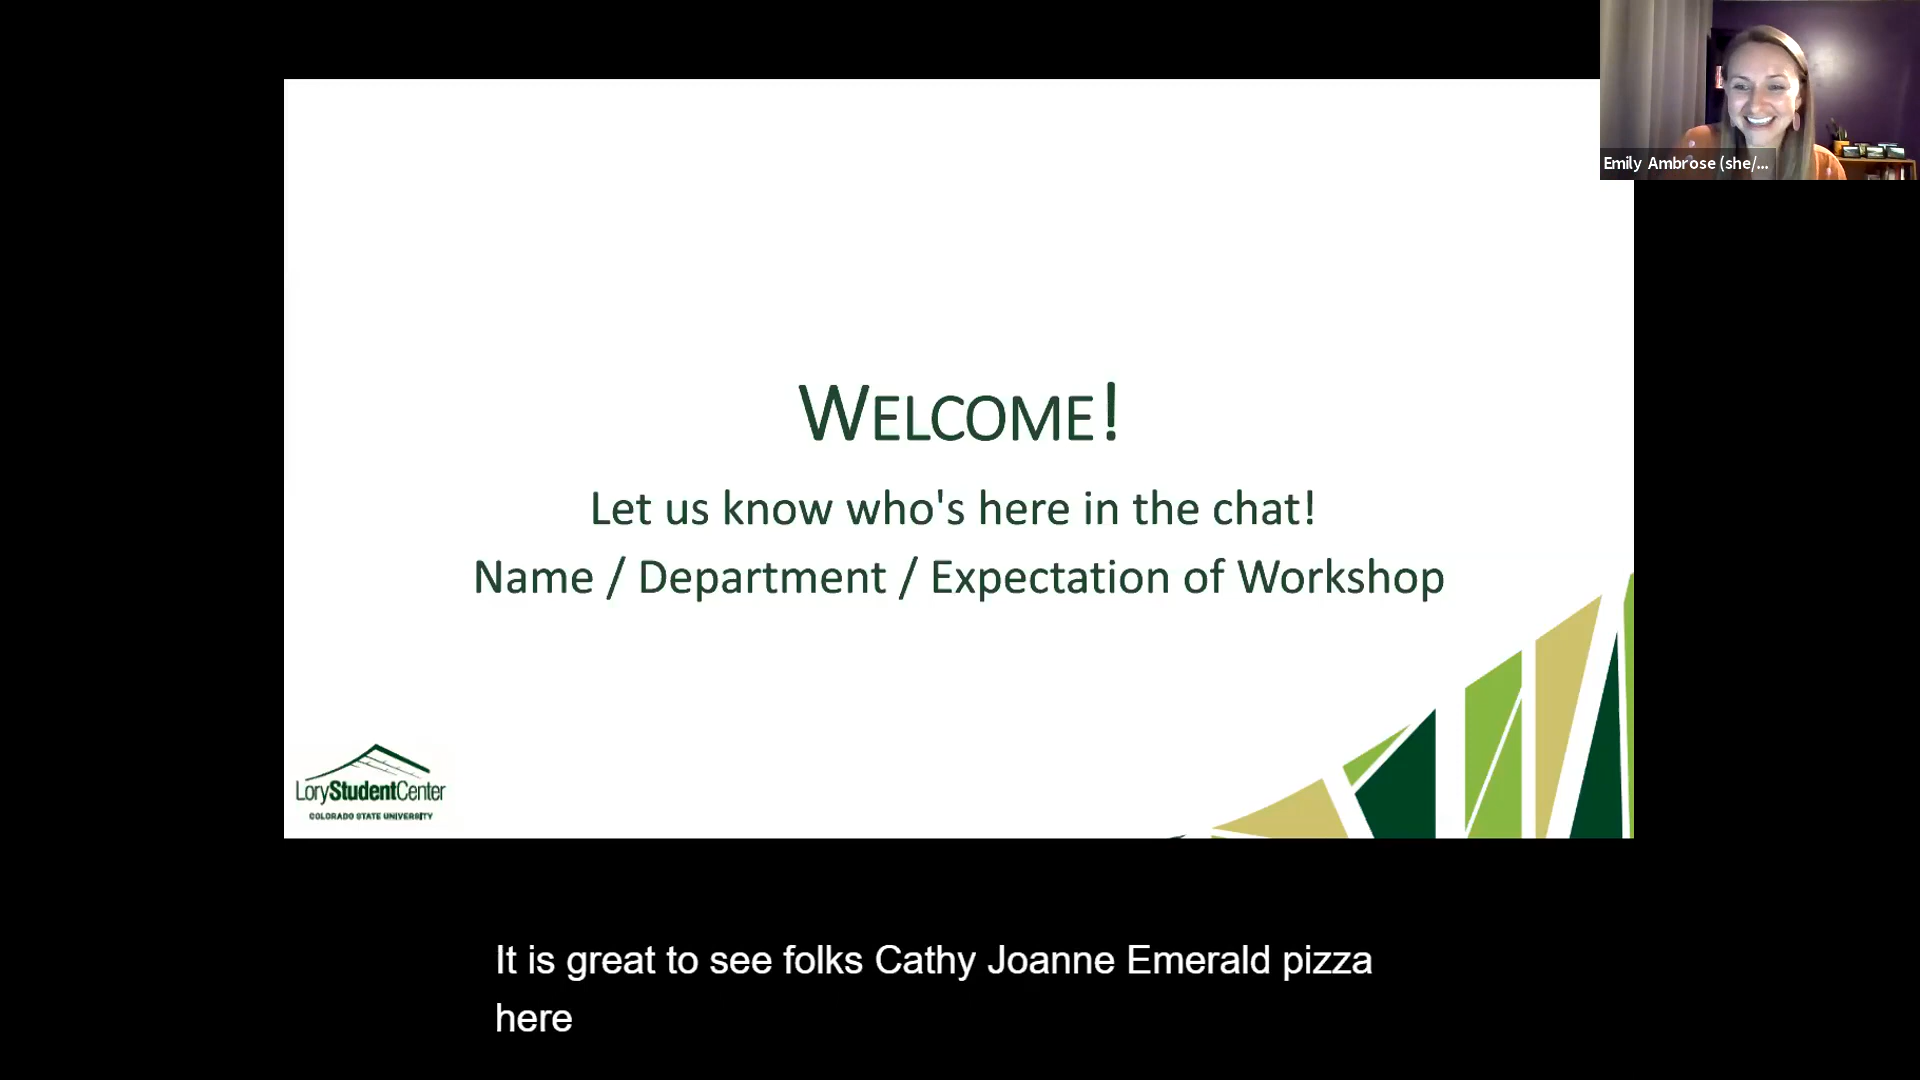 Emily Ambrose (she/...
WELCOME!
Let us know who's here in the chat!
Name / Department / Expectation of Workshop
LoryStudentCenter
COLORADO STATE UNIVERSITY
It is great to see folks Cathy Joanne Emerald pizza
here